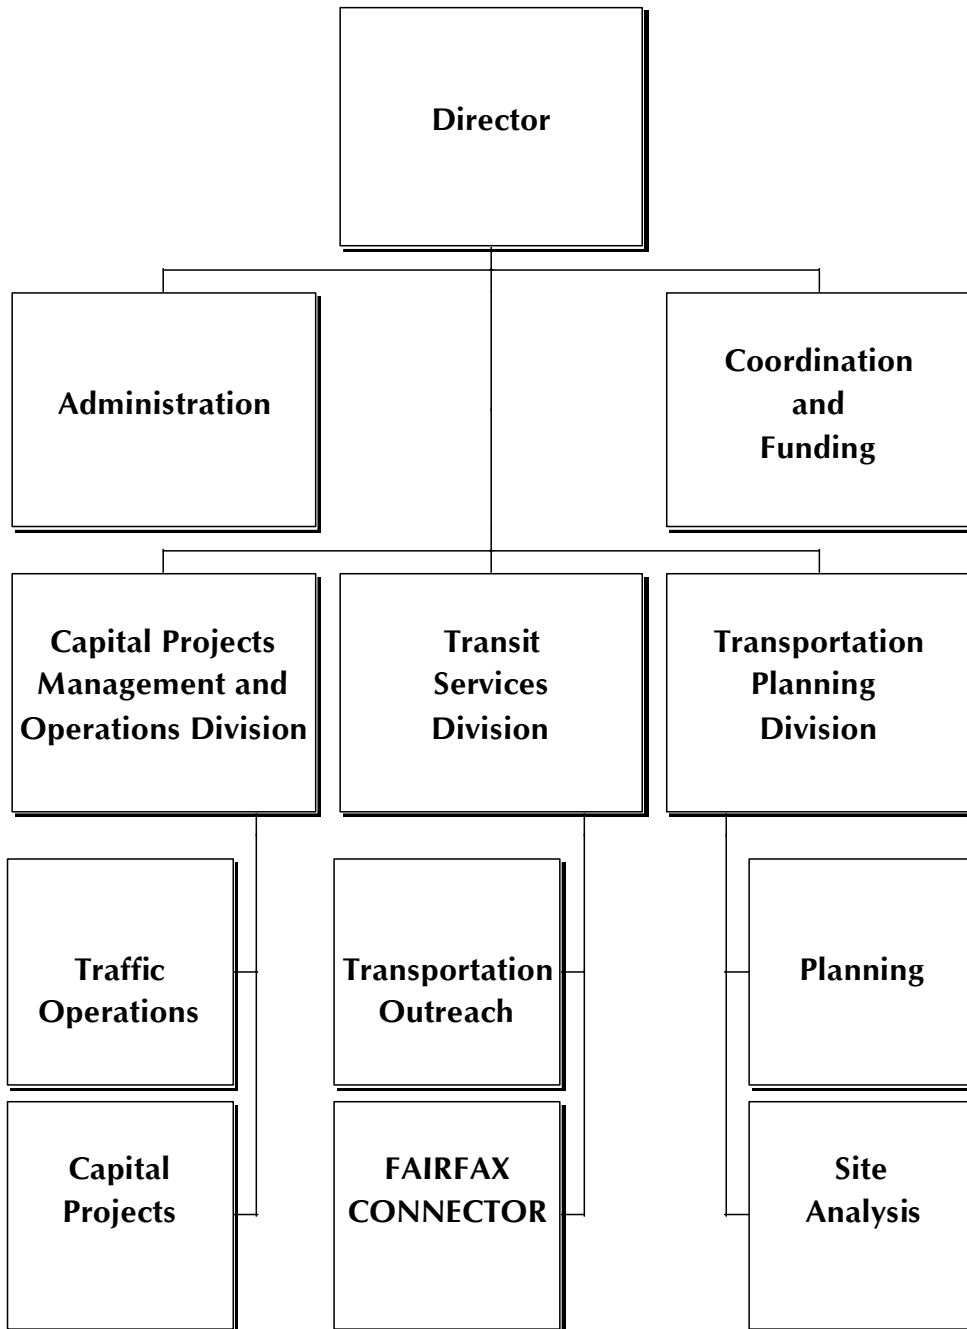 Director
Administration
Coordination
and
Funding
Capital Projects
Management and
Operations Division
Transit
Services
Division
Transportation
Planning
Division
Traffic
Operations
Transportation
Outreach
Planning
Capital
Projects
FAIRFAX
CONNECTOR
Site
Analysis